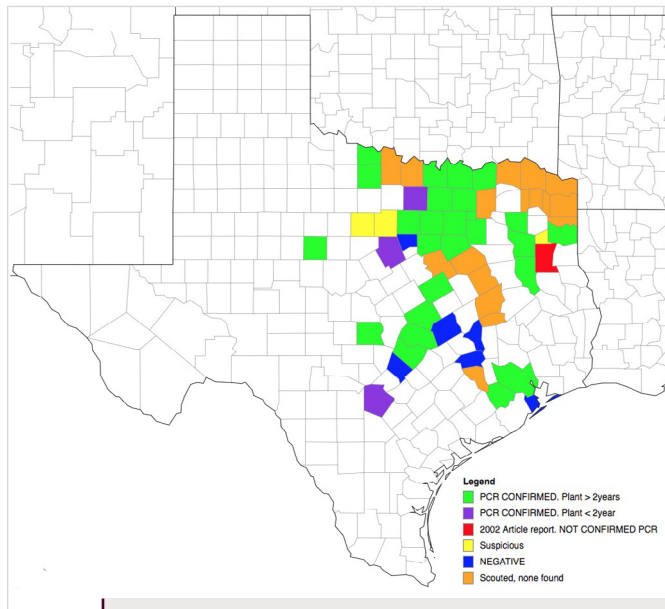 Legend
PCR CONFIRMED. Plant > 2years
PCR CONFIRMED. Plant < 2year
2002 Article report. NOT CONFIRMED PCR
Suspicious
NEGATIVE
Scouted, none found